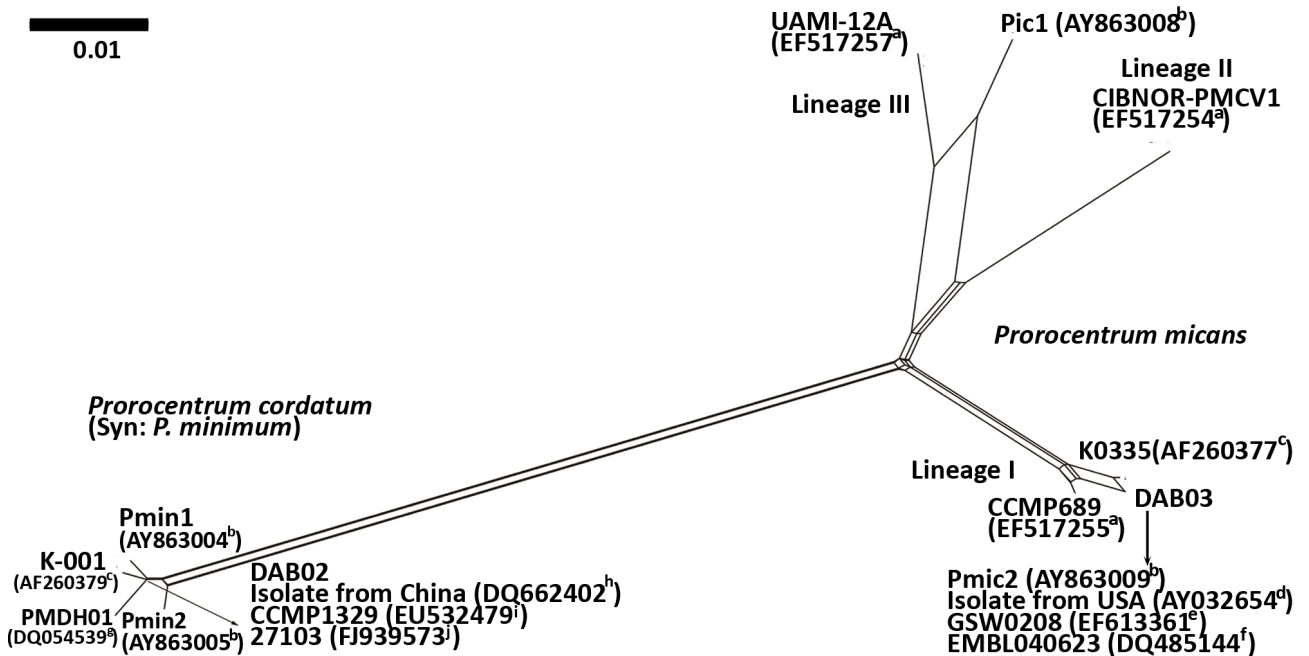 0.01
UAMI-12A
(EF517257a)
Pic1 (AY863008b)
Lineage II
CIBNOR-PMCV1
(EF517254a)
Lineage III
Prorocentrum micans
Prorocentrum cordatum
(Syn: P. minimum)
K0335(AF260377c)
Lineage I
DAB03
CCMP689
(EF517255a)
Pmic2 (AY863009b)
Isolate from USA (AY032654d)
GSW0208 (EF613361e)
EMBL040623 (DQ485144f)
Pmin1
(AY863004b)
K-001
(AF260379c)
PMDH01
(DQ054539g)
Pmin2
(AY863005b)
DAB02
Isolate from China (DQ662402h)
CCMP1329 (EU532479i)
27103 (FJ939573j)